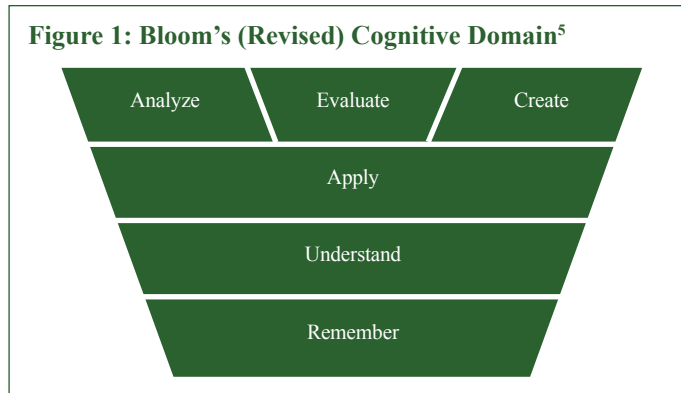 Figure 1: Bloom’s (Revised) Cognitive Domain⁵
Analyze Evaluate Create
Apply
Understand
Remember